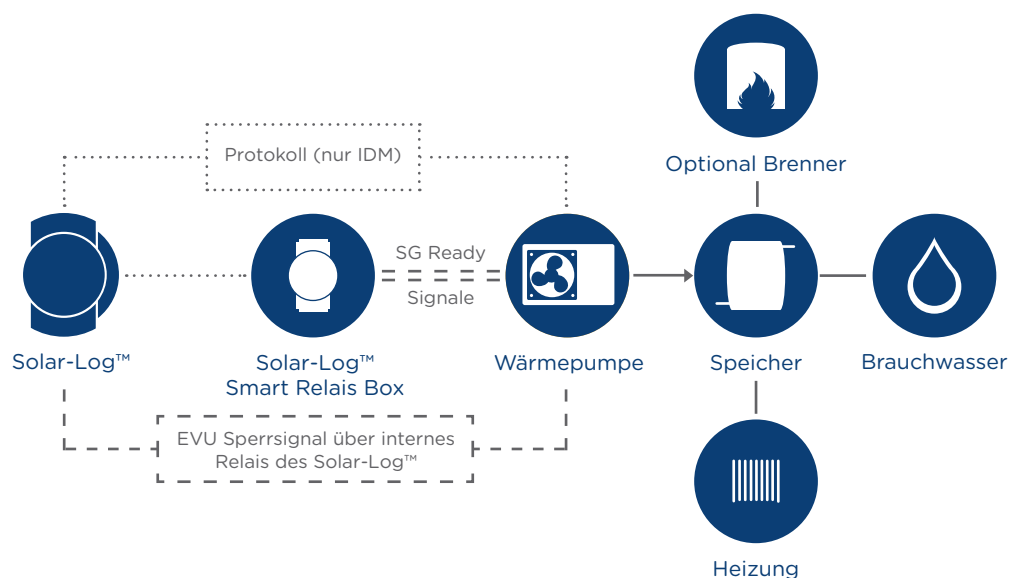 Protokoll (nur IDM)
Optional Brenner
SG Ready
Signale
Solar-Log™
Solar-Log™
Smart Relais Box
Wärmepumpe
Speicher
Brauchwasser
EVU Sperrsignal über internes
Relais des Solar-Log™
Heizung